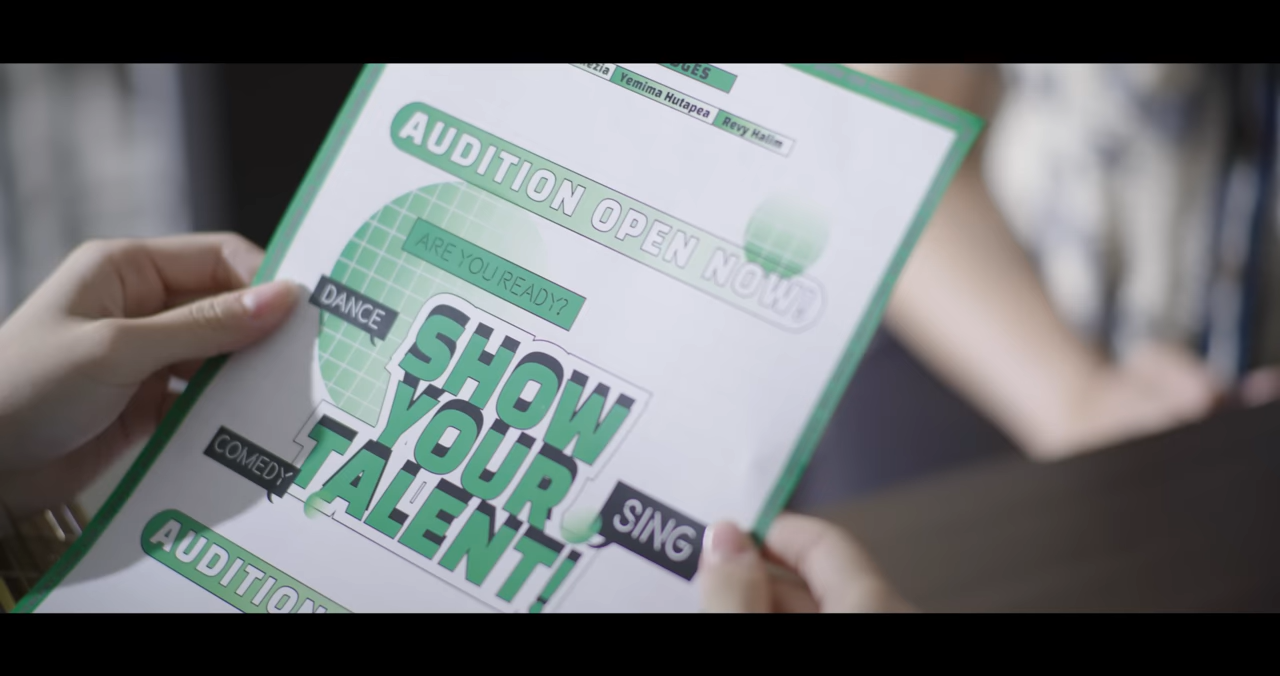 Yemima Hutapea Revy Halim
AUDITION OPEN NOW!
ARE YOU READY?
DANCE
SHOW
YOUR
TALENT!
COMEDY
SING
AUDITION